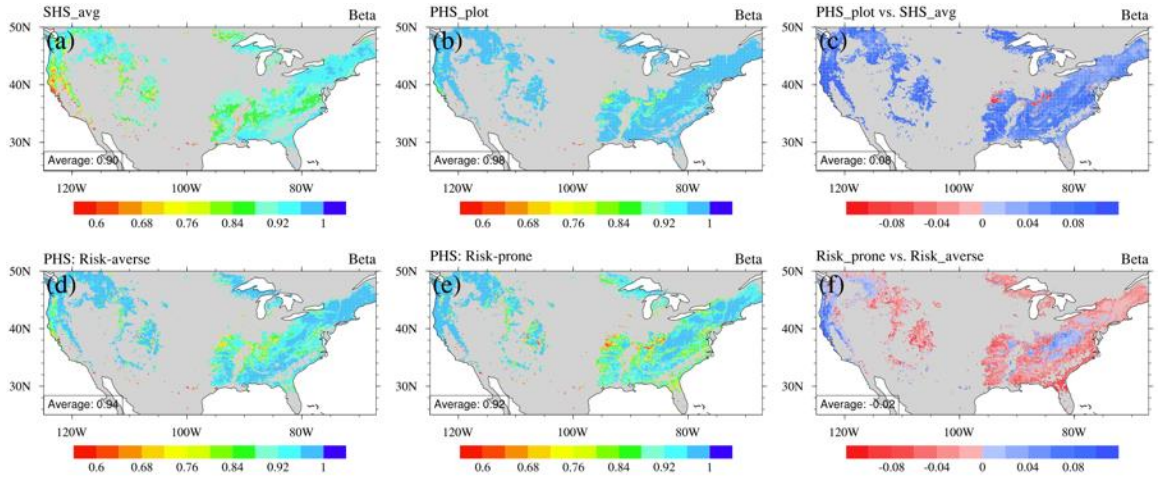 SHS_avg Beta
(a)
50N
40N
30N
Average: 0.90
120W 100W 80W
0.6 0.68 0.76 0.84 0.92 1
PHS_plot Beta
(b)
50N
40N
30N
Average: 0.98
120W 100W 80W
0.6 0.68 0.76 0.84 0.92 1
PHS_plot vs. SHS_avg Beta
(c)
50N
40N
30N
Average: 0.08
120W 100W 80W
-0.08 -0.04 0 0.04 0.08
PHS: Risk-averse Beta
(d)
50N
40N
30N
Average: 0.94
120W 100W 80W
0.6 0.68 0.76 0.84 0.92 1
PHS: Risk-prone Beta
(e)
50N
40N
30N
Average: 0.92
120W 100W 80W
0.6 0.68 0.76 0.84 0.92 1
Risk_prone vs. Risk_averse Beta
(f)
50N
40N
30N
Average: -0.02
120W 100W 80W
-0.08 -0.04 0 0.04 0.08